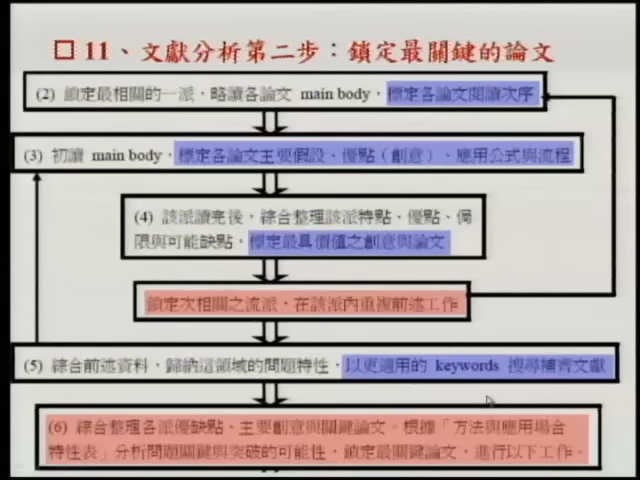 11、文獻分析第二步：鎖定最關鍵的論文
(2) 鎖定最相關的一派，略讀各論文 main body，標定各論文閱讀次序
(3) 初讀 main body，標定各論文主要假設、優點（創意）、應用公式與流程
(4) 該派讀完後，綜合整理該派特點、優點、侷
限與可能缺點，標定最具價值之創意與論文
鎖定次相關之流派，在該派內重複前述工作
(5) 綜合前述資料，歸納這領域的問題特性，以更適用的 keywords 搜尋補齊文獻
(6) 綜合整理各派優缺點、主要創意與關鍵論文。根據「方法與應用場合
特性表」分析問題關鍵與突破的可能性，鎖定最關鍵論文，進行以下工作。